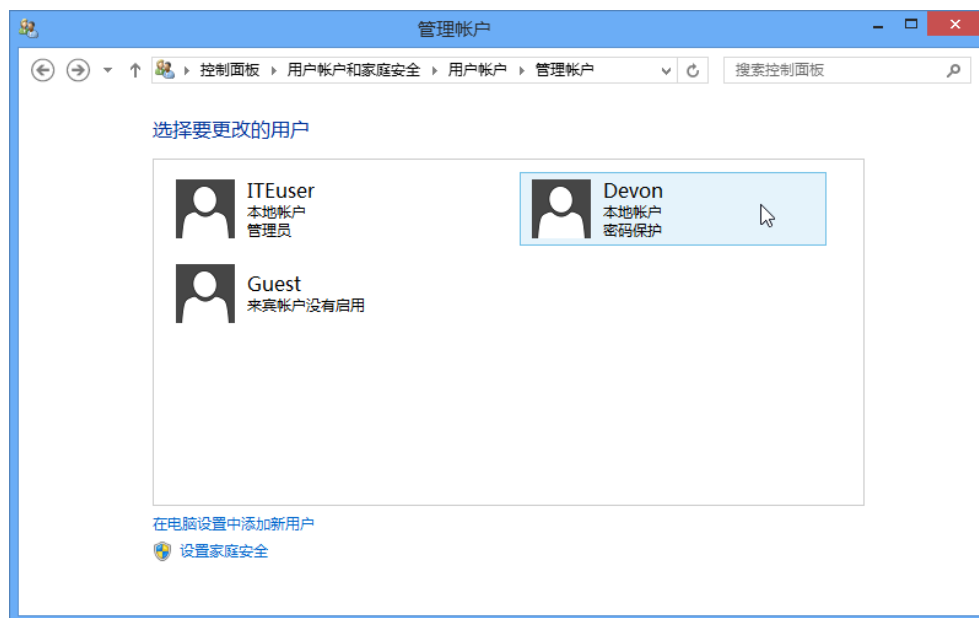 管理帐户
控制面板 ▸ 用户帐户和家庭安全 ▸ 用户帐户 ▸ 管理帐户
搜索控制面板
选择要更改的用户
ITEuser
本地帐户
管理员
Devon
本地帐户
密码保护
Guest
来宾帐户没有启用
在电脑设置中添加新用户
设置家庭安全